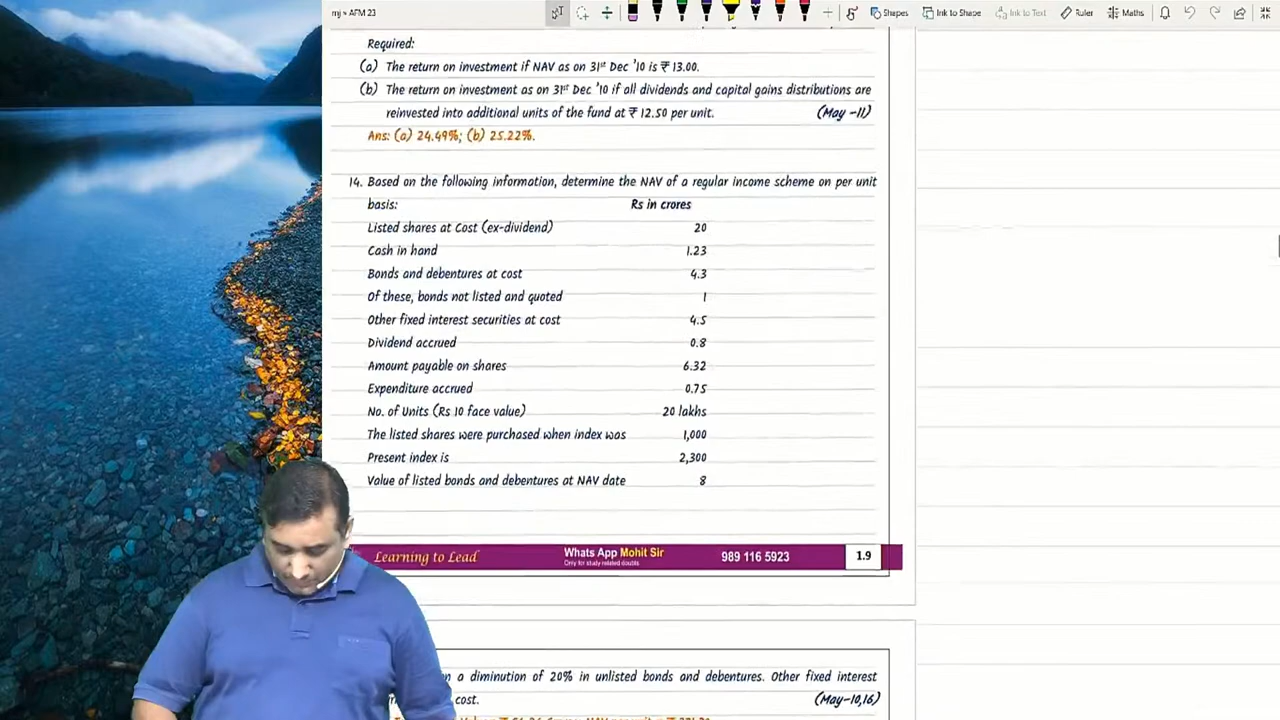 mj » AFM 23
Shapes
Ink to Shape
Ink to Text
Ruler
Maths
Required:
(a) The return on investment if NAV as on 31st Dec '10 is ₹ 13.00.
(b) The return on investment as on 31st Dec '10 if all dividends and capital gains distributions are
reinvested into additional units of the fund at ₹ 12.50 per unit. (May -11)
Ans: (a) 24.49%; (b) 25.22%.
14. Based on the following information, determine the NAV of a regular income scheme on per unit
basis: Rs in crores
Listed shares at Cost (ex-dividend) 20
Cash in hand 1.23
Bonds and debentures at cost 4.3
Of these, bonds not listed and quoted 1
Other fixed interest securities at cost 4.5
Dividend accrued 0.8
Amount payable on shares 6.32
Expenditure accrued 0.75
No. of Units (Rs 10 face value) 20 lakhs
The listed shares were purchased when index was 1,000
Present index is 2,300
Value of listed bonds and debentures at NAV date 8
Learning to Lead
Whats App Mohit Sir
Only for study related doubts
989 116 5923
1.9
a diminution of 20% in unlisted bonds and debentures. Other fixed interest
cost. (May-10,16)